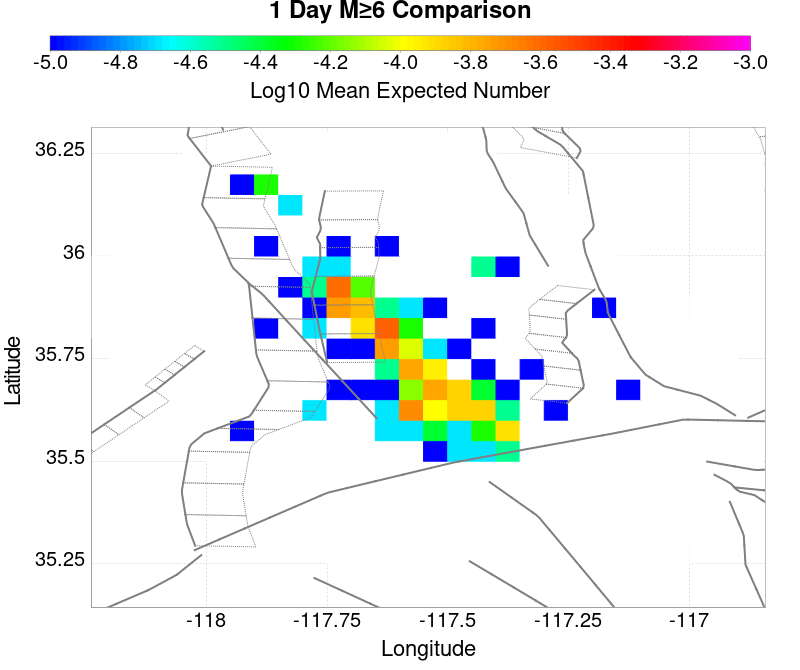 1 Day M≥6 Comparison
-5.0 -4.8 -4.6 -4.4 -4.2 -4.0 -3.8 -3.6 -3.4 -3.2 -3.0
Log10 Mean Expected Number
36.25
36
35.75
35.5
35.25
Latitude
-118 -117.75 -117.5 -117.25 -117
Longitude